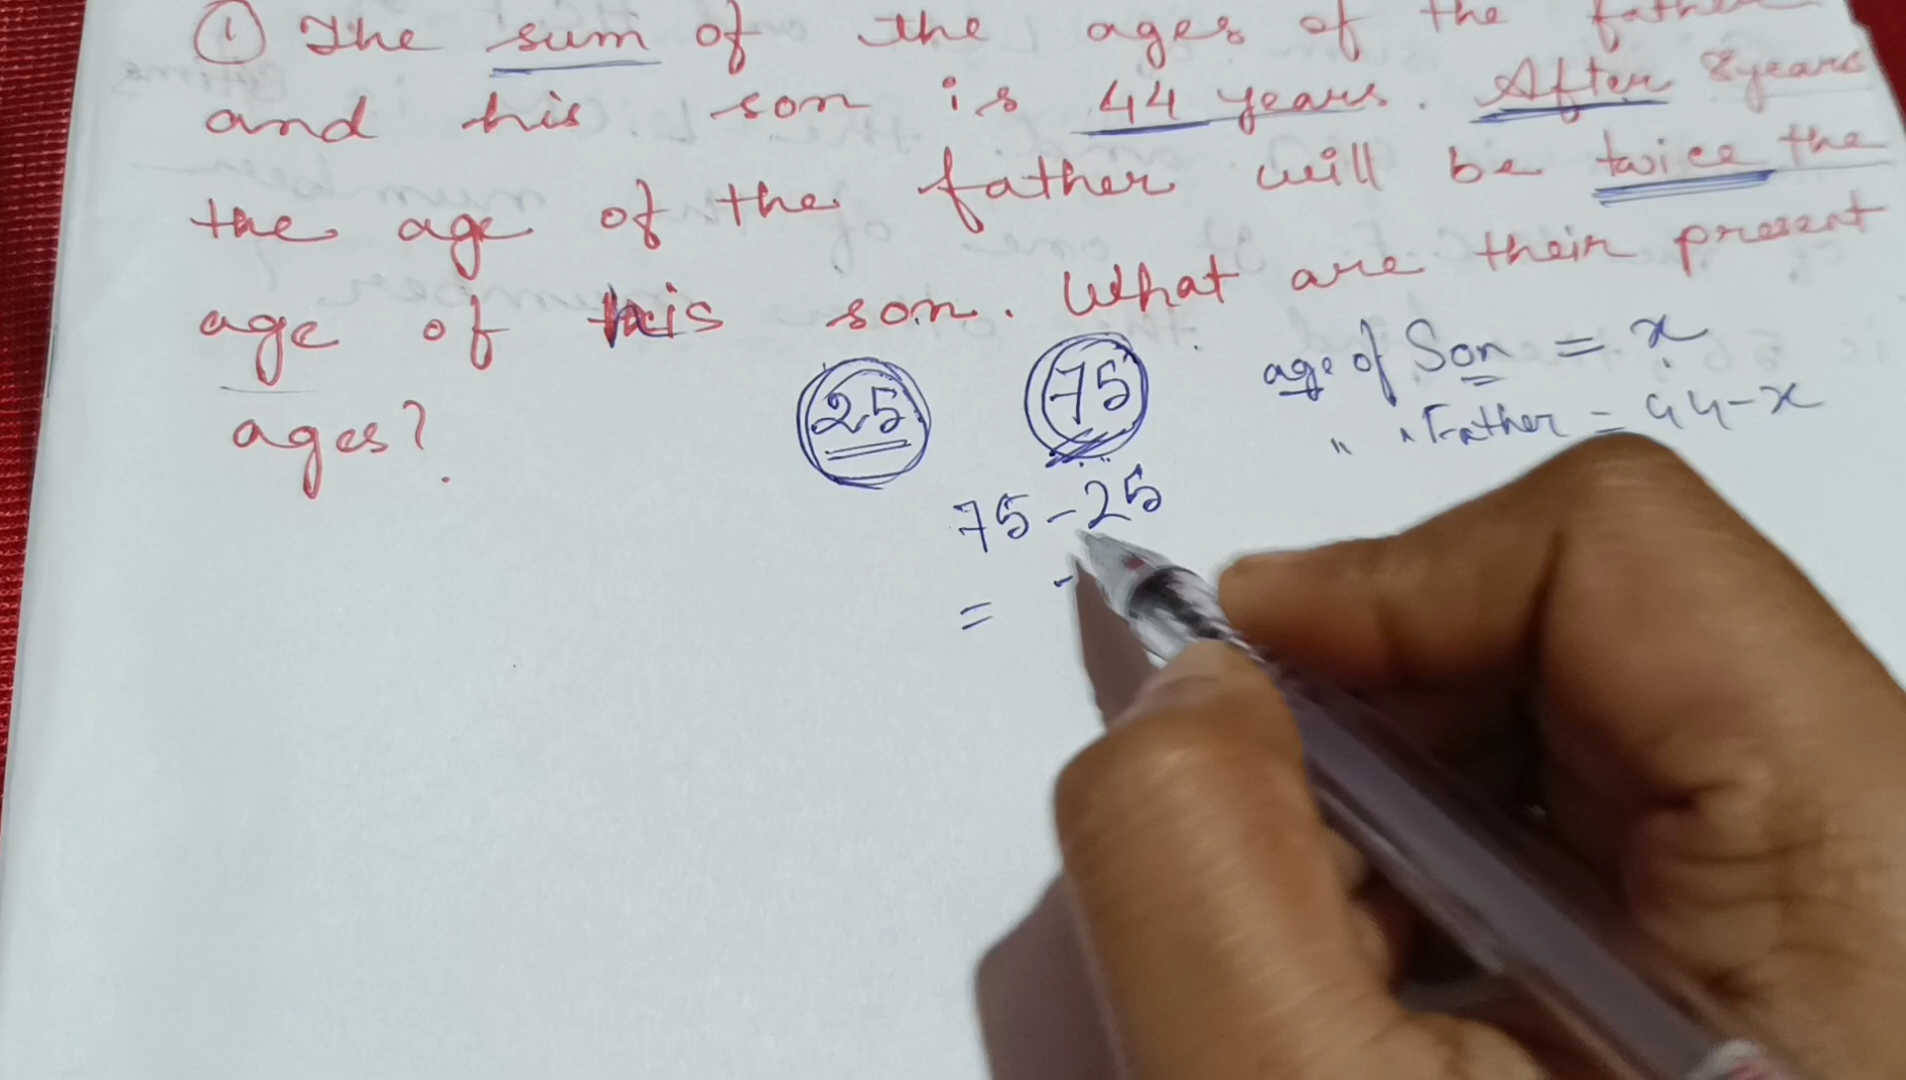 ① The sum of the ages of the father
and his son is 44 years. After 8 years
the age of the father will be twice the
age of his son. What are their present
ages?
25 75
75-25
=
age of Son = x
" " Father = 44-x